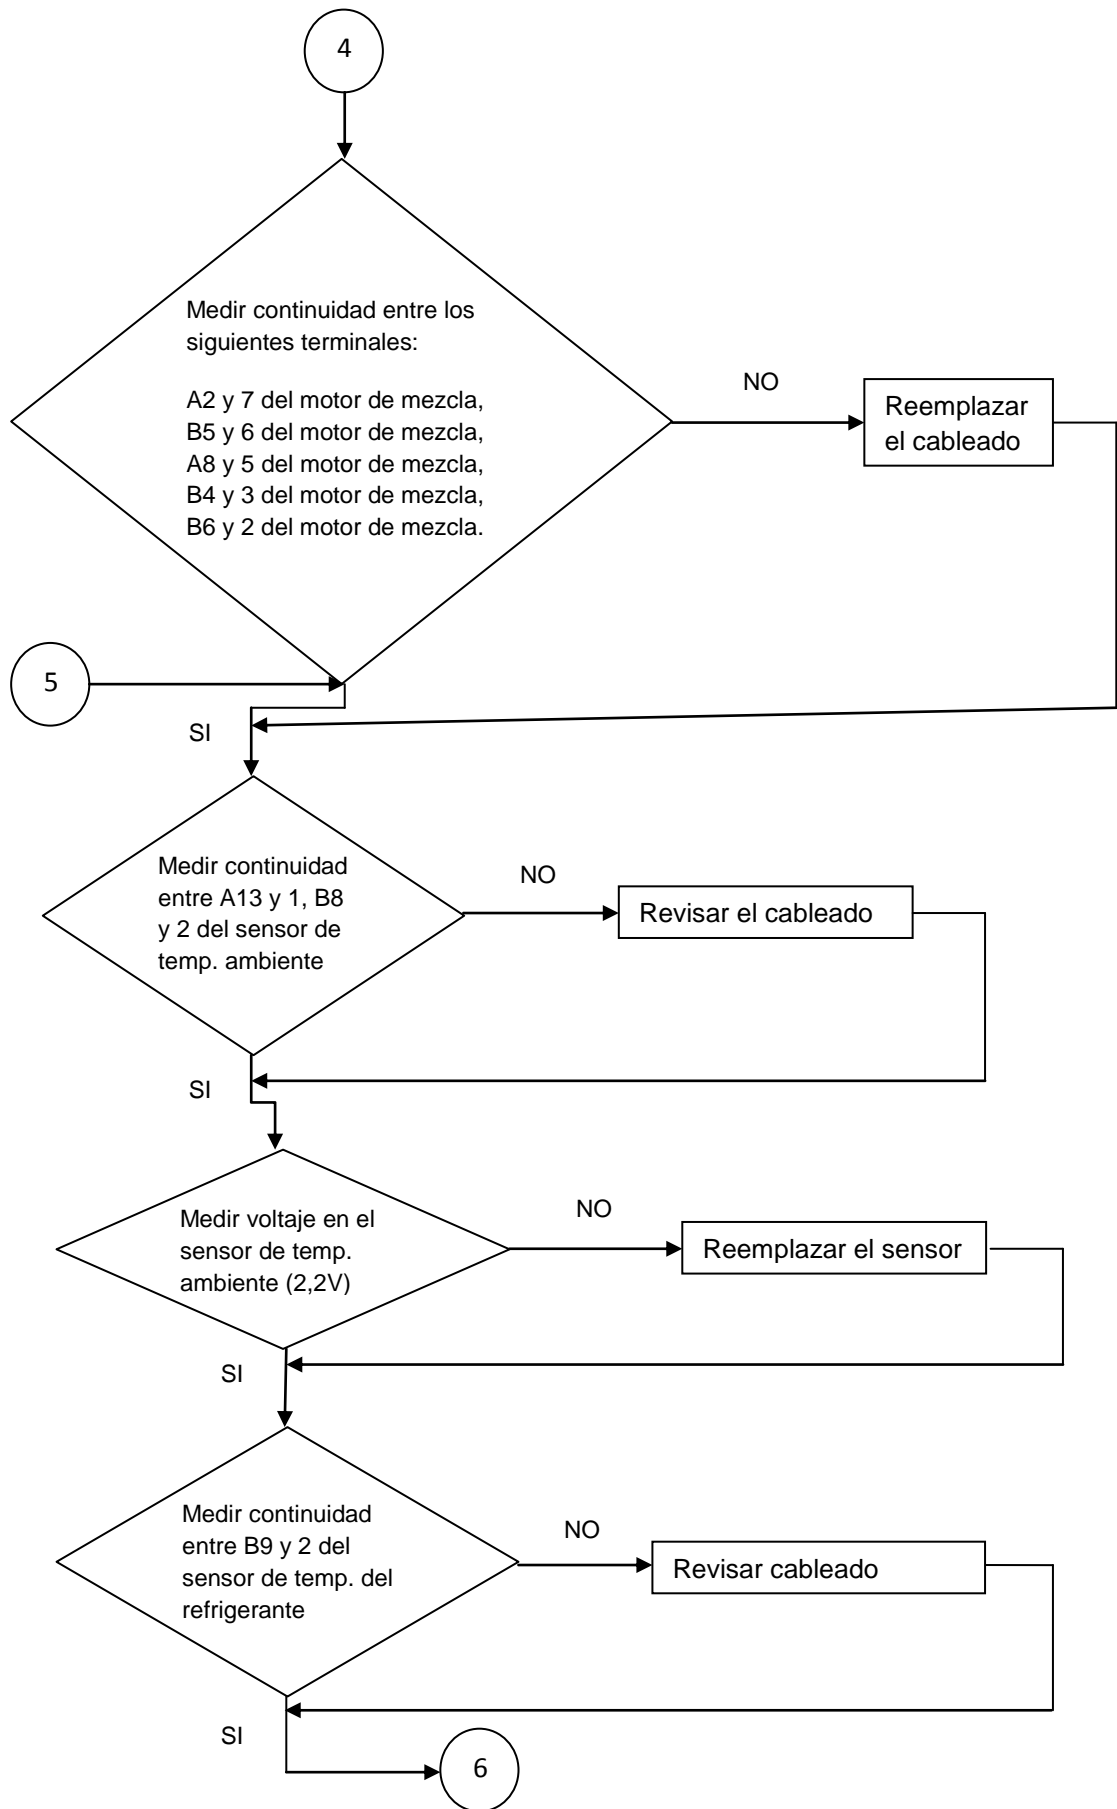 4
Medir continuidad entre los
siguientes terminales:
A2 y 7 del motor de mezcla,
B5 y 6 del motor de mezcla,
A8 y 5 del motor de mezcla,
B4 y 3 del motor de mezcla,
B6 y 2 del motor de mezcla.
NO
Reemplazar
el cableado
5
SI
Medir continuidad
entre A13 y 1, B8
y 2 del sensor de
temp. ambiente
NO
Revisar el cableado
SI
Medir voltaje en el
sensor de temp.
ambiente (2,2V)
NO
Reemplazar el sensor
SI
Medir continuidad
entre B9 y 2 del
sensor de temp. del
refrigerante
NO
Revisar cableado
SI
6